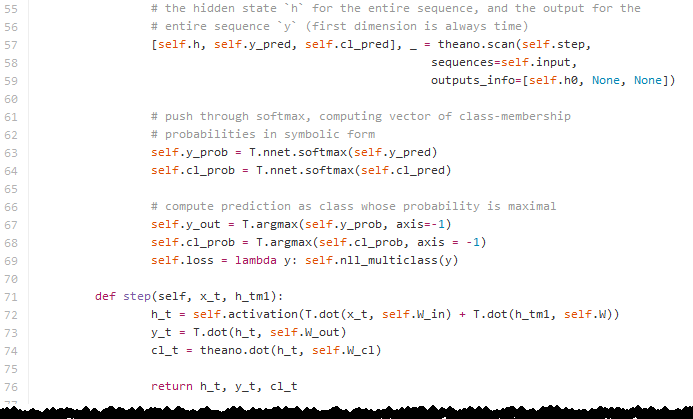 55 # the hidden state `h` for the entire sequence, and the output for the
56 # entire sequence `y` (first dimension is always time)
57 [self.h, self.y_pred, self.cl_pred], _ = theano.scan(self.step,
58 sequences=self.input,
59 outputs_info=[self.h0, None, None])
60
61 # push through softmax, computing vector of class-membership
62 # probabilities in symbolic form
63 self.y_prob = T.nnet.softmax(self.y_pred)
64 self.cl_prob = T.nnet.softmax(self.cl_pred)
65
66 # compute prediction as class whose probability is maximal
67 self.y_out = T.argmax(self.y_prob, axis=-1)
68 self.cl_prob = T.argmax(self.cl_prob, axis = -1)
69 self.loss = lambda y: self.nll_multiclass(y)
70
71 def step(self, x_t, h_tm1):
72 h_t = self.activation(T.dot(x_t, self.W_in) + T.dot(h_tm1, self.W))
73 y_t = T.dot(h_t, self.W_out)
74 cl_t = theano.dot(h_t, self.W_cl)
75
76 return h_t, y_t, cl_t
77